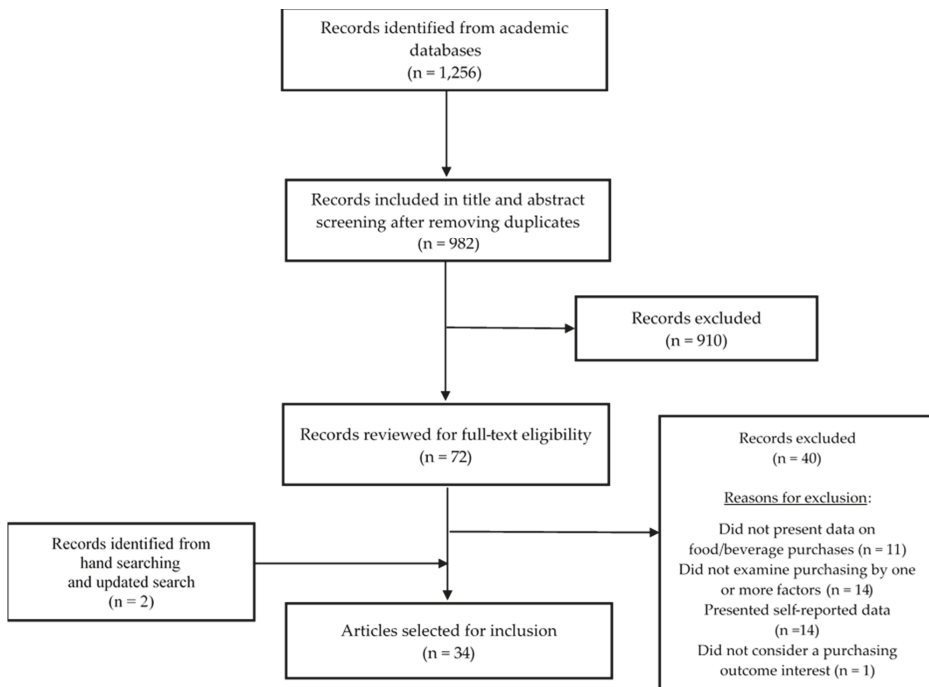 Records identified from academic
databases
(n = 1,256)
Records included in title and abstract
screening after removing duplicates
(n = 982)
Records excluded
(n = 910)
Records reviewed for full-text eligibility
(n = 72)
Records excluded
(n = 40)
Reasons for exclusion:
Did not present data on
food/beverage purchases (n = 11)
Did not examine purchasing by one
or more factors (n = 14)
Presented self-reported data
(n =14)
Did not consider a purchasing
outcome interest (n = 1)
Records identified from
hand searching
and updated search
(n = 2)
Articles selected for inclusion
(n = 34)